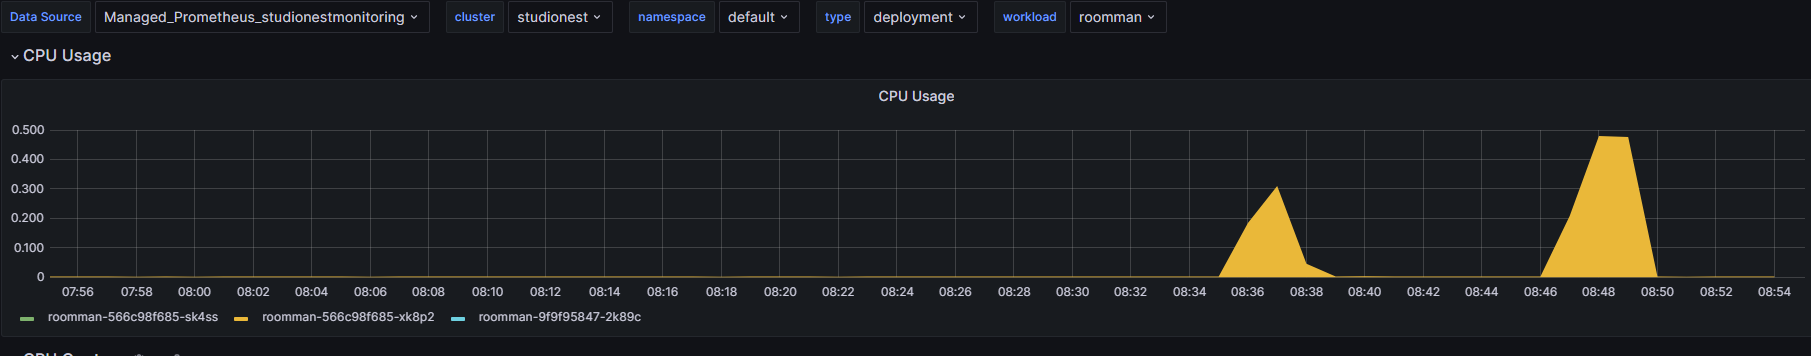 Data Source Managed_Prometheus_studionestmonitoring cluster studionest namespace default type deployment workload roomman
CPU Usage
CPU Usage
0.500
0.400
0.300
0.200
0.100
0
07:56 07:58 08:00 08:02 08:04 08:06 08:08 08:10 08:12 08:14 08:16 08:18 08:20 08:22 08:24 08:26 08:28 08:30 08:32 08:34 08:36 08:38 08:40 08:42 08:44 08:46 08:48 08:50 08:52 08:54
roomman-566c98f685-sk4ss roomman-566c98f685-xk8p2 roomman-9f9f95847-2k89c